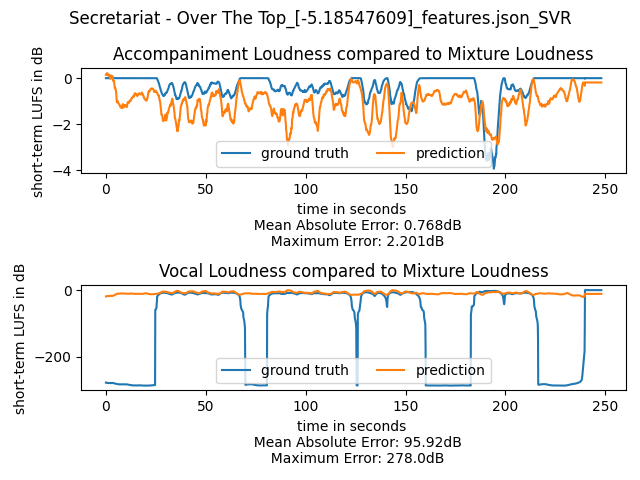 Secretariat - Over The Top_[-5.18547609]_features.json_SVR
Accompaniment Loudness compared to Mixture Loudness
short-term LUFS in dB
0
−2
−4
ground truth
prediction
0 50 100 150 200 250
time in seconds
Mean Absolute Error: 0.768dB
Maximum Error: 2.201dB
Vocal Loudness compared to Mixture Loudness
short-term LUFS in dB
0
−200
ground truth
prediction
0 50 100 150 200 250
time in seconds
Mean Absolute Error: 95.92dB
Maximum Error: 278.0dB